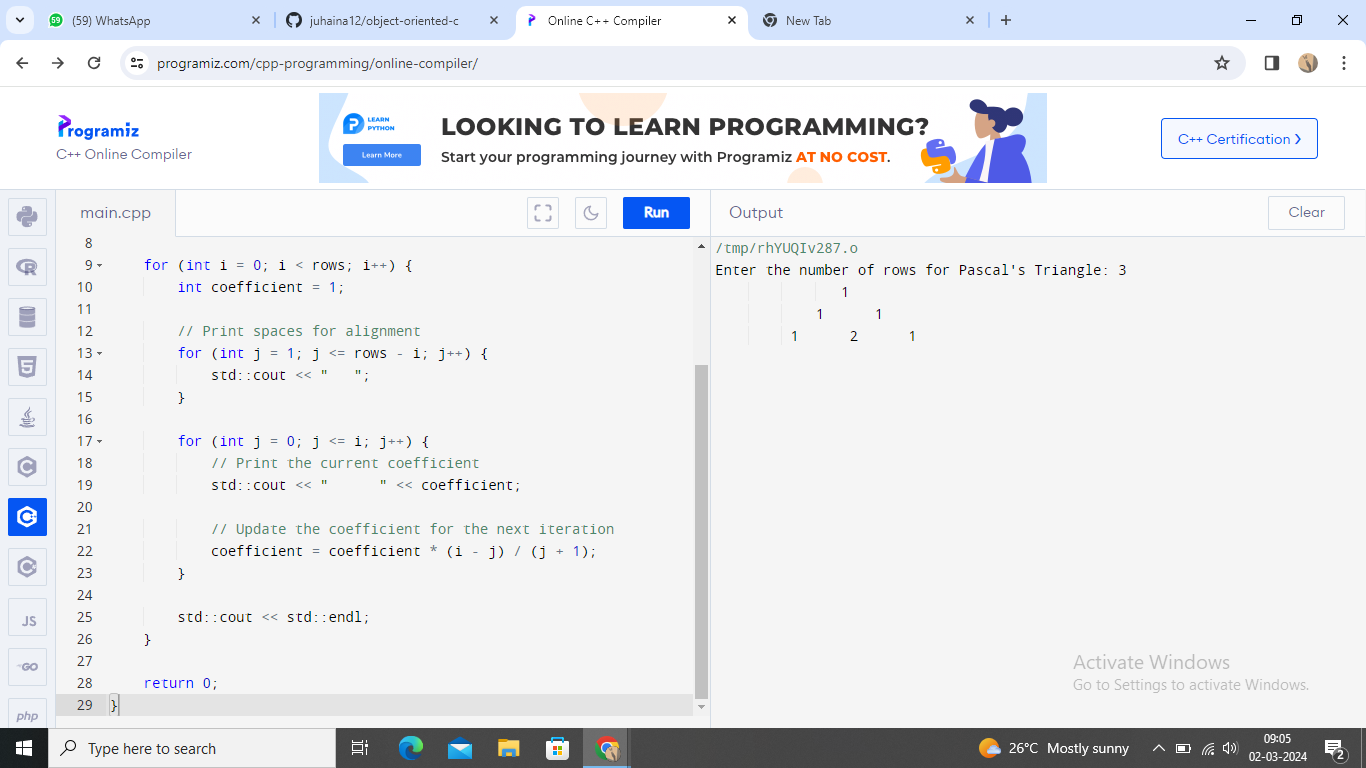 (59) WhatsApp
juhaina12/object-oriented-c
Online C++ Compiler
New Tab
programiz.com/cpp-programming/online-compiler/
Programiz
C++ Online Compiler
LEARN
PYTHON
Learn More
LOOKING TO LEARN PROGRAMMING?
Start your programming journey with Programiz AT NO COST.
C++ Certification >
main.cpp
Run
Output
Clear
8
9 for (int i = 0; i < rows; i++) {
10 int coefficient = 1;
11
12 // Print spaces for alignment
13 for (int j = 1; j <= rows - i; j++) {
14 std::cout << "   ";
15 }
16
17 for (int j = 0; j <= i; j++) {
18 // Print the current coefficient
19 std::cout << "      " << coefficient;
20
21 // Update the coefficient for the next iteration
22 coefficient = coefficient * (i - j) / (j + 1);
23 }
24
25 std::cout << std::endl;
26 }
27
28 return 0;
29 }
/tmp/rhYUQIv287.o
Enter the number of rows for Pascal's Triangle: 3
1
1 1
1 2 1
JS
GO
php
Activate Windows
Go to Settings to activate Windows.
Type here to search
26°C Mostly sunny
09:05
02-03-2024
2